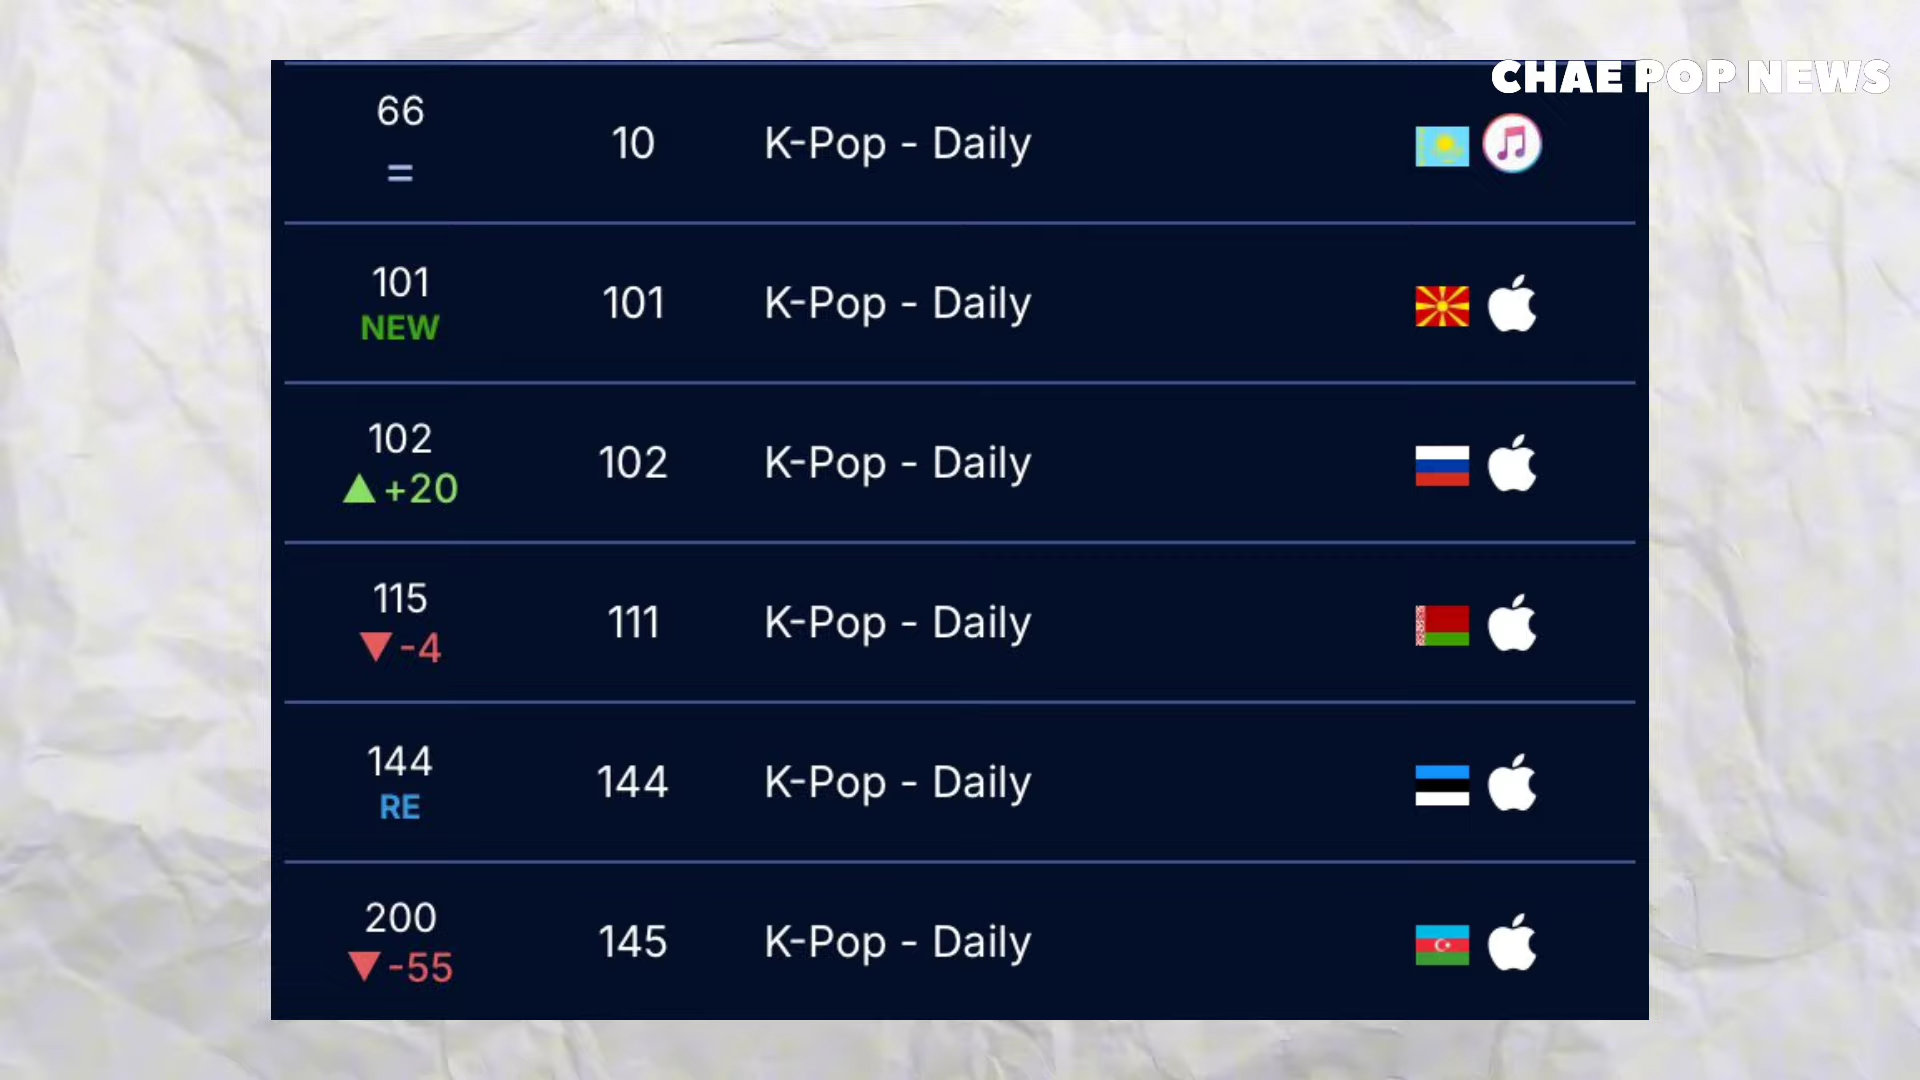 CHAE POP NEWS
66
=
10
K-Pop - Daily
101
NEW
101
K-Pop - Daily
102
▲ +20
102
K-Pop - Daily
115
▼ -4
111
K-Pop - Daily
144
RE
144
K-Pop - Daily
200
▼ -55
145
K-Pop - Daily